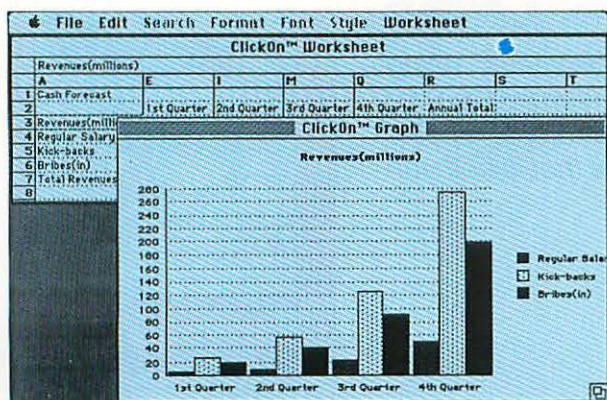 File Edit Search Format Font Style Worksheet
ClickOn™ Worksheet
Revenues(millions)
A E I M Q R S T
1 Cash Forecast
2 1st Quarter 2nd Quarter 3rd Quarter 4th Quarter Annual Total:
3 Revenues(milli
4 Regular Salary
5 Kick-backs
6 Bribes(in)
7 Total Revenues
8
ClickOn™ Graph
Revenues(millions)
280
260
240
220
200
180
160
140
120
100
80
60
40
20
0
1st Quarter 2nd Quarter 3rd Quarter 4th Quarter
Regular Salar
Kick-backs
Bribes(in)